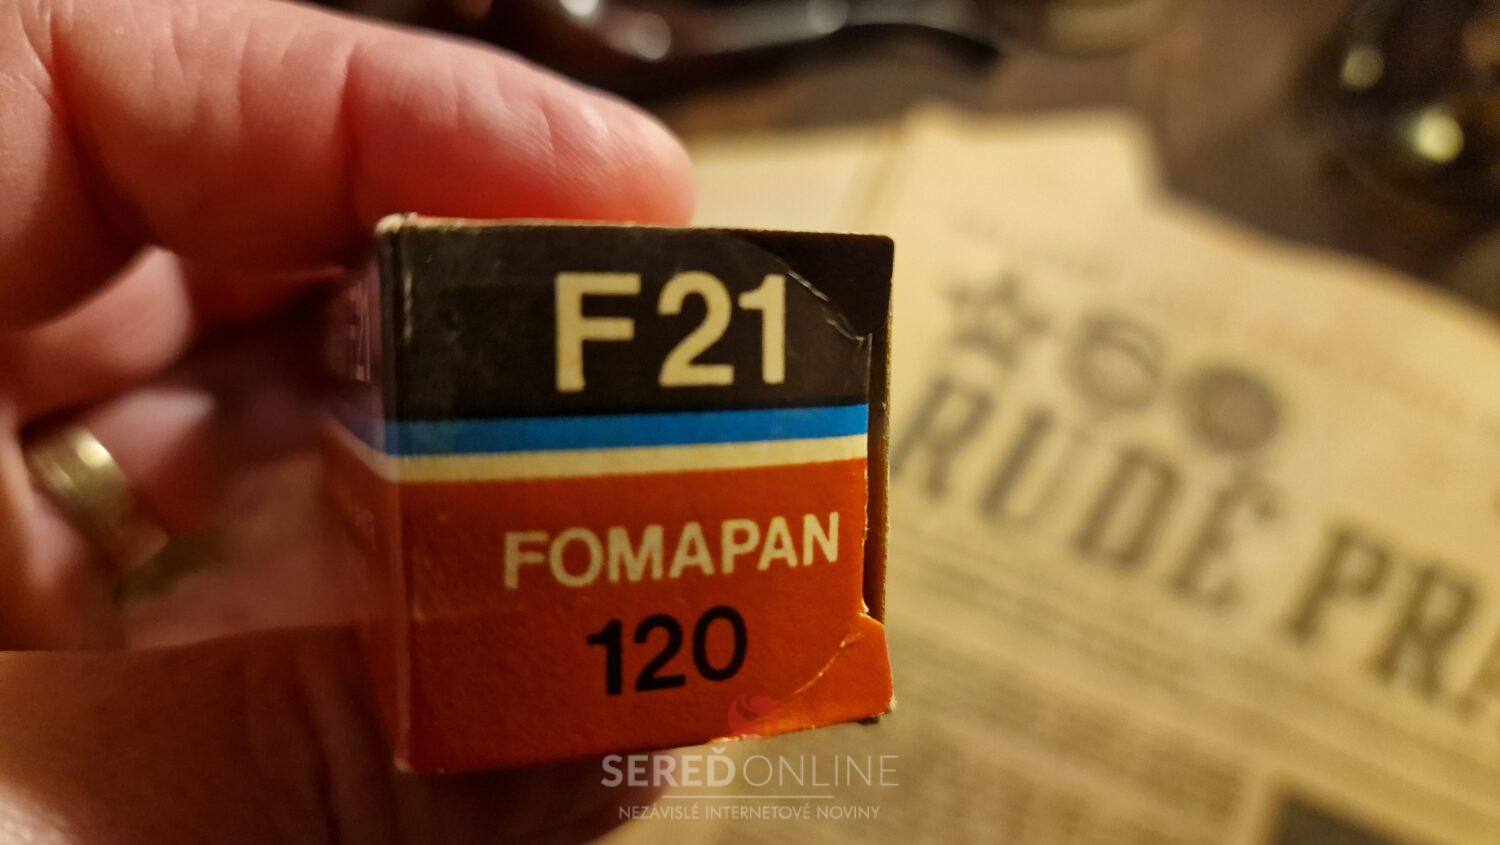 F21
FOMAPAN
120
RUDÉ PR
SEREĎONLINE
NEZÁVISLÉ INTERNETOVÉ NOVINY